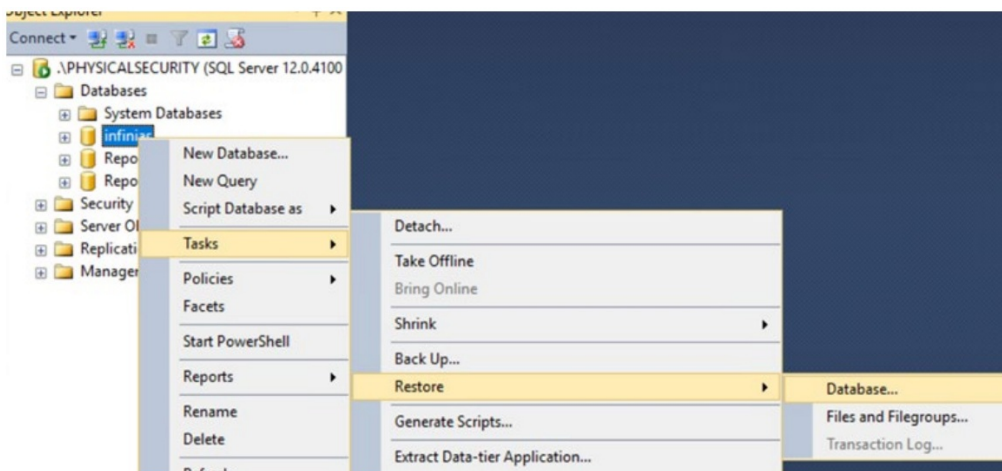 Object Explorer
Connect
.\PHYSICALSECURITY (SQL Server 12.0.4100
Databases
System Databases
infinias
Repo
Repo
Security
Server Ol
Replicati
Manager
New Database...
New Query
Script Database as
Tasks
Policies
Facets
Start PowerShell
Reports
Rename
Delete
Detach...
Take Offline
Bring Online
Shrink
Back Up...
Restore
Generate Scripts...
Extract Data-tier Application...
Database...
Files and Filegroups...
Transaction Log...